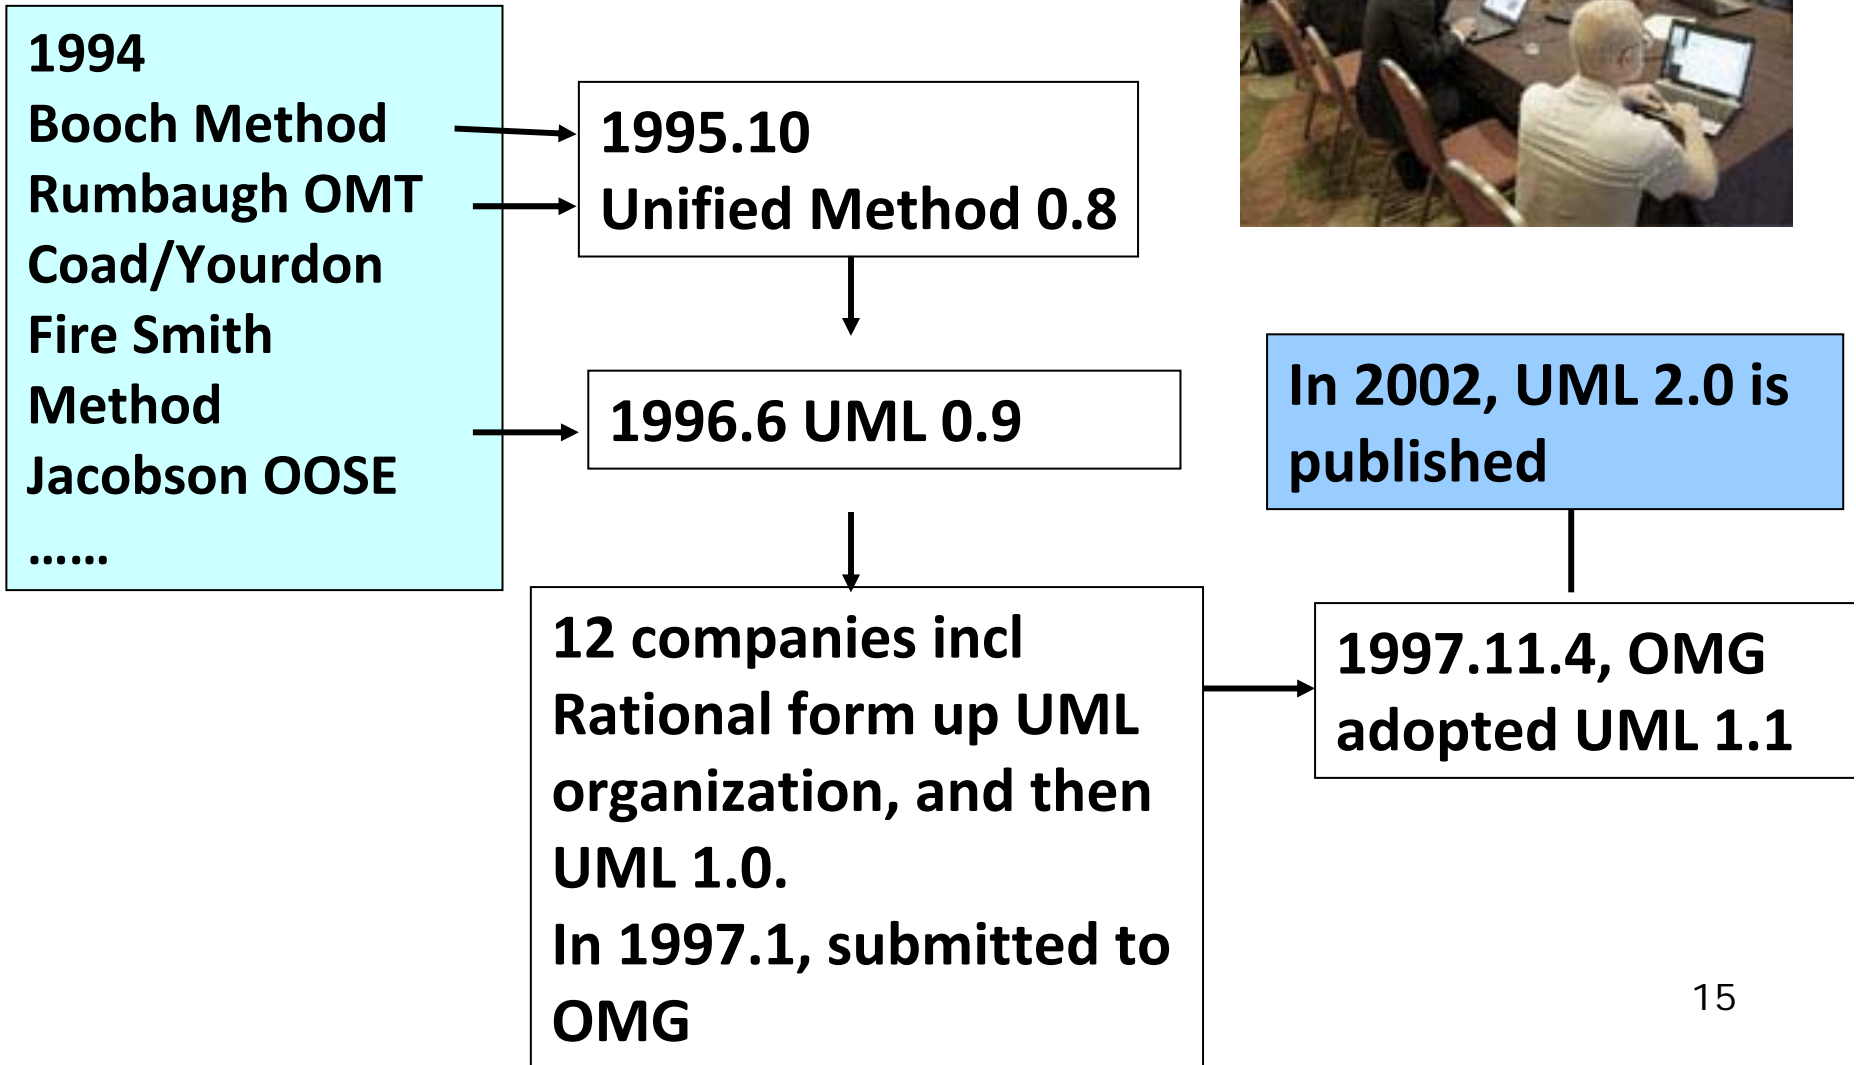 1994
Booch Method
Rumbaugh OMT
Coad/Yourdon
Fire Smith
Method
Jacobson OOSE
......
1995.10
Unified Method 0.8
1996.6 UML 0.9
12 companies incl
Rational form up UML
organization, and then
UML 1.0.
In 1997.1, submitted to
OMG
1997.11.4, OMG
adopted UML 1.1
In 2002, UML 2.0 is
published
15